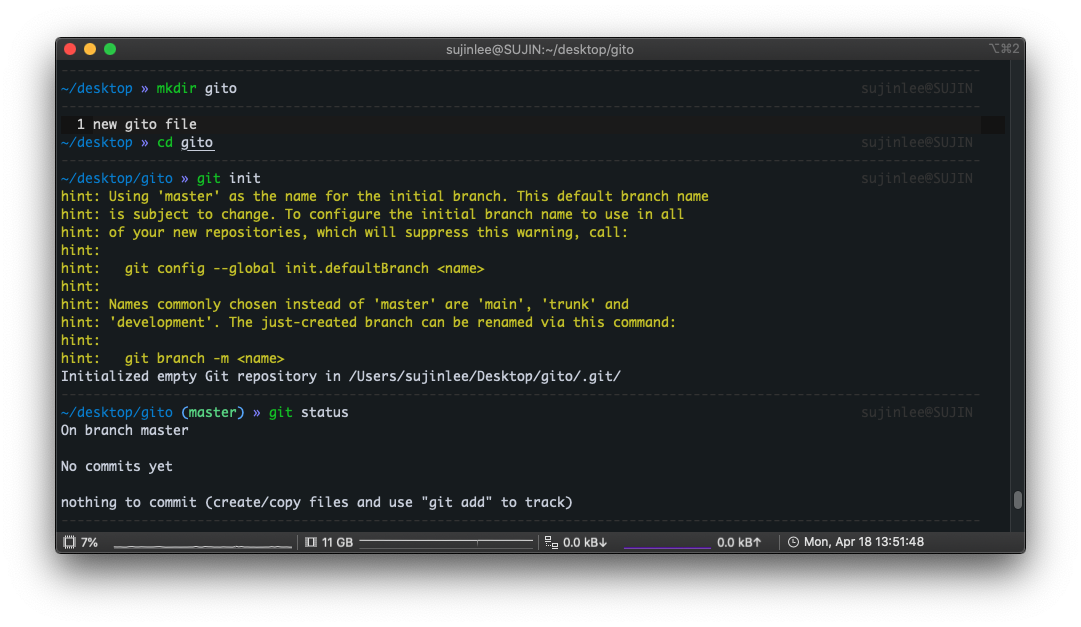 sujinlee@SUJIN:~/desktop/gito ⌥⌘2
~/desktop » mkdir gito sujinlee@SUJIN
1 new gito file
~/desktop » cd gito sujinlee@SUJIN
~/desktop/gito » git init sujinlee@SUJIN
hint: Using 'master' as the name for the initial branch. This default branch name
hint: is subject to change. To configure the initial branch name to use in all
hint: of your new repositories, which will suppress this warning, call:
hint:
hint:   git config --global init.defaultBranch <name>
hint:
hint: Names commonly chosen instead of 'master' are 'main', 'trunk' and
hint: 'development'. The just-created branch can be renamed via this command:
hint:
hint:   git branch -m <name>
Initialized empty Git repository in /Users/sujinlee/Desktop/gito/.git/
~/desktop/gito (master) » git status sujinlee@SUJIN
On branch master
No commits yet
nothing to commit (create/copy files and use "git add" to track)
7% 11 GB 0.0 kB↓ 0.0 kB↑ Mon, Apr 18 13:51:48